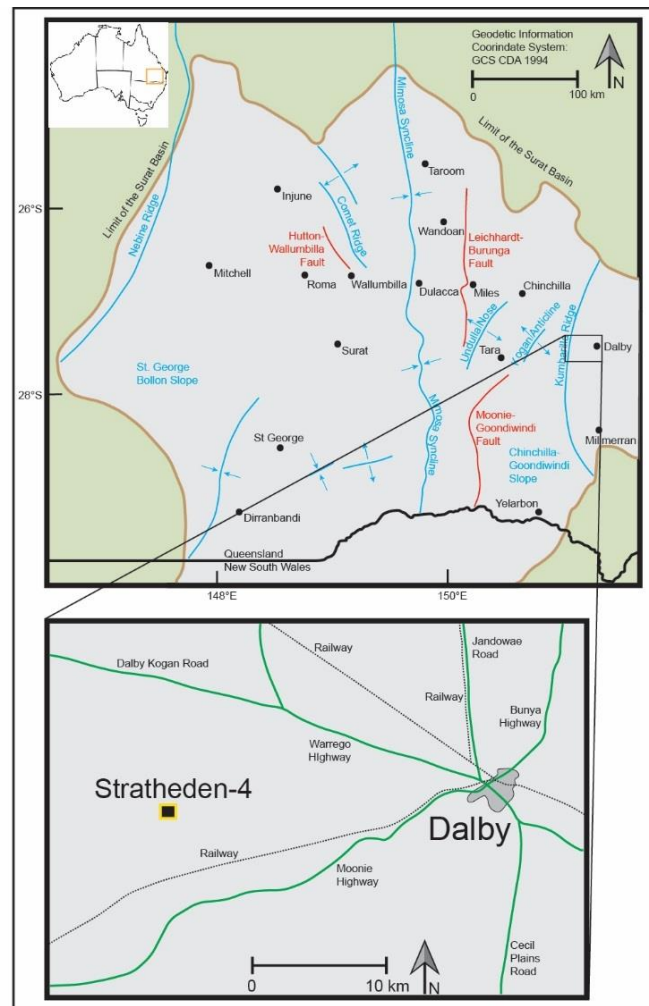 Geodetic Information
Coorindate System:
GCS CDA 1994
0
100 km
N
Limit of the Surat Basin
Nebine Ridge
Mimosa Syncline
Limit of the Surat Basin
Taroom
Injune
Comet Ridge
26°S
Wandoan
Hutton-
Wallumbilla
Fault
Leichhardt-
Burunga
Fault
Mitchell
Roma
Wallumbilla
Dulacca
Miles
Chinchilla
Undulla Nose
Kogan Anticline
Kumbarilla Ridge
Surat
Tara
Dalby
28°S
St. George
Bollon Slope
Mimosa Syncline
Moonie-
Goondiwindi
Fault
Millmerran
St George
Chinchilla-
Goondiwindi
Slope
Dirranbandi
Yelarbon
Queensland
New South Wales
148°E
150°E
Dalby Kogan Road
Railway
Jandowae
Road
Railway
Bunya
Highway
Warrego
HIghway
Stratheden-4
Dalby
Railway
Moonie
Highway
0
10 km
N
Cecil
Plains
Road